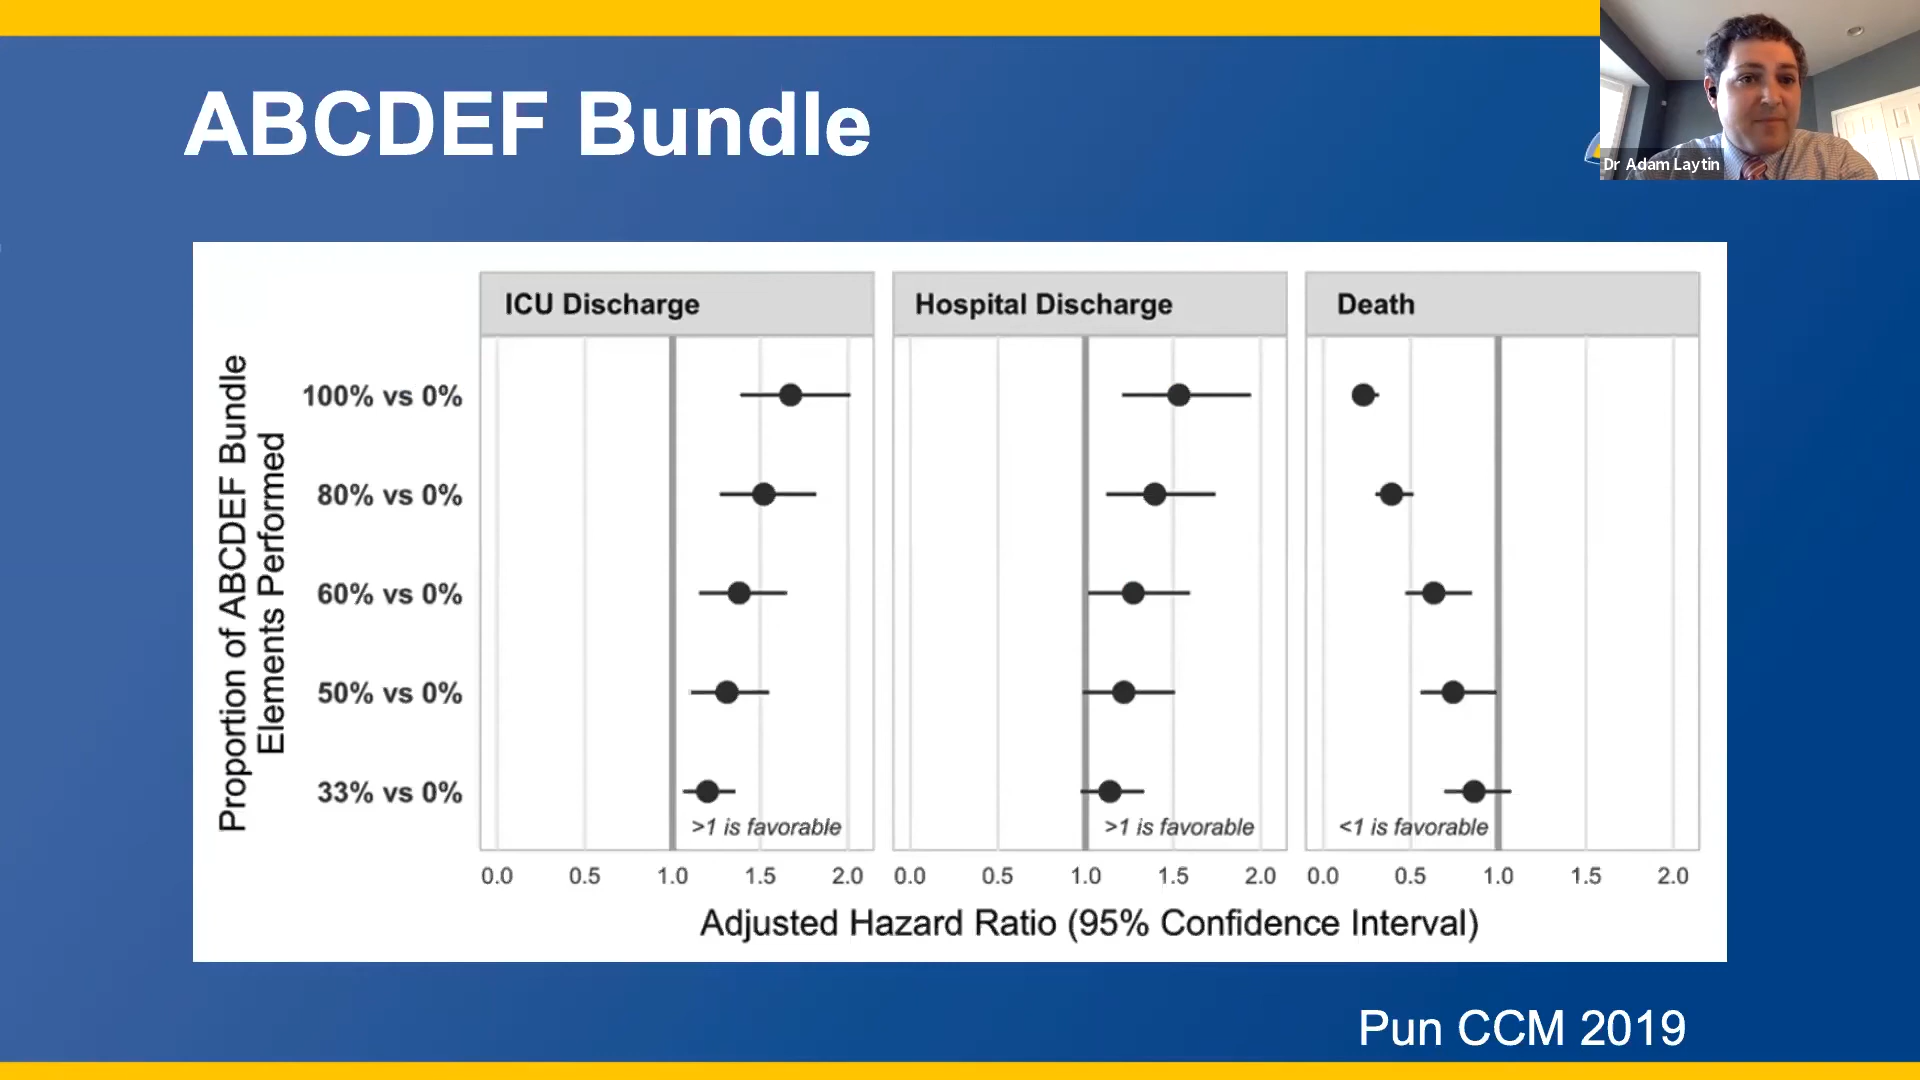 ABCDEF Bundle
Dr Adam Laytin
ICU Discharge
Hospital Discharge
Death
Proportion of ABCDEF Bundle
Elements Performed
100% vs 0%
80% vs 0%
60% vs 0%
50% vs 0%
33% vs 0%
>1 is favorable
>1 is favorable
<1 is favorable
0.0 0.5 1.0 1.5 2.0 0.0 0.5 1.0 1.5 2.0 0.0 0.5 1.0 1.5 2.0
Adjusted Hazard Ratio (95% Confidence Interval)
Pun CCM 2019